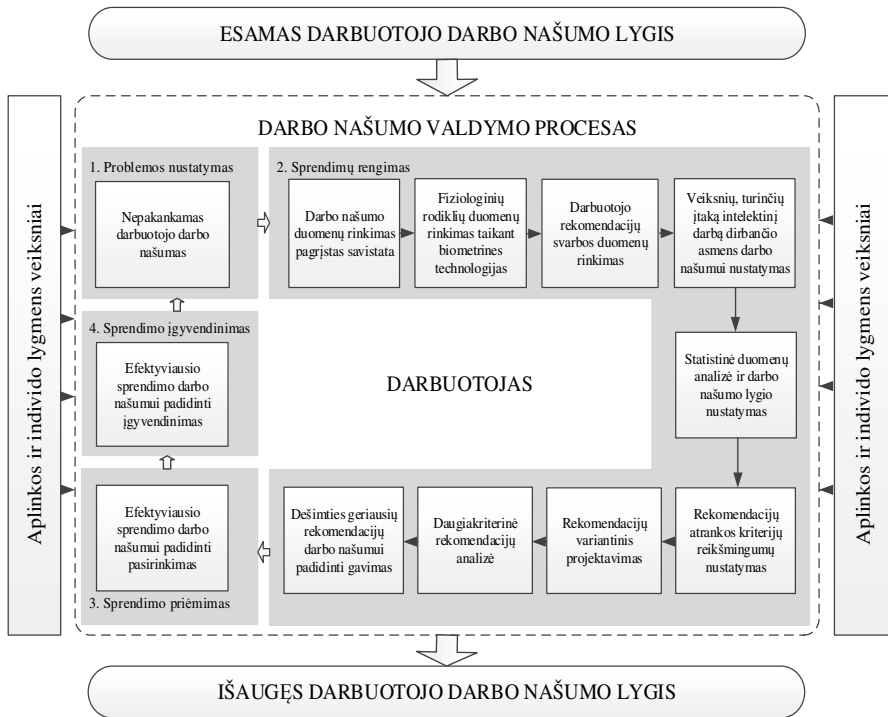 ESAMAS DARBUOTOJO DARBO NAŠUMO LYGIS
Aplinkos ir individo lygmens veiksniai
DARBO NAŠUMO VALDYMO PROCESAS
1. Problemos nustatymas
Nepakankamas
darbuotojo darbo
našumas
2. Sprendimų rengimas
Darbo našumo
duomenų rinkimas
pagrįstas savistata
Fiziologinių
rodiklių duomenų
rinkimas taikant
biometrines
technologijas
Darbuotojo
rekomendacijų
svarbos duomenų
rinkimas
Veiksnių, turinčių
įtaką intelektinį
darbą dirbančio
asmens darbo
našumui nustatymas
Statistinė duomenų
analizė ir darbo
našumo lygio
nustatymas
Rekomendacijų
atrankos kriterijų
reikšmingumų
nustatymas
Rekomendacijų
variantinis
projektavimas
Daugiakriterinė
rekomendacijų
analizė
Dešimties geriausių
rekomendacijų
darbo našumui
padidinti gavimas
Efektyviausio
sprendimo darbo
našumui padidinti
pasirinkimas
3. Sprendimo priėmimas
4. Sprendimo įgyvendinimas
Efektyviausio
sprendimo darbo
našumui padidinti
įgyvendinimas
DARBUOTOJAS
Aplinkos ir individo lygmens veiksniai
IŠAUGĘS DARBUOTOJO DARBO NAŠUMO LYGIS